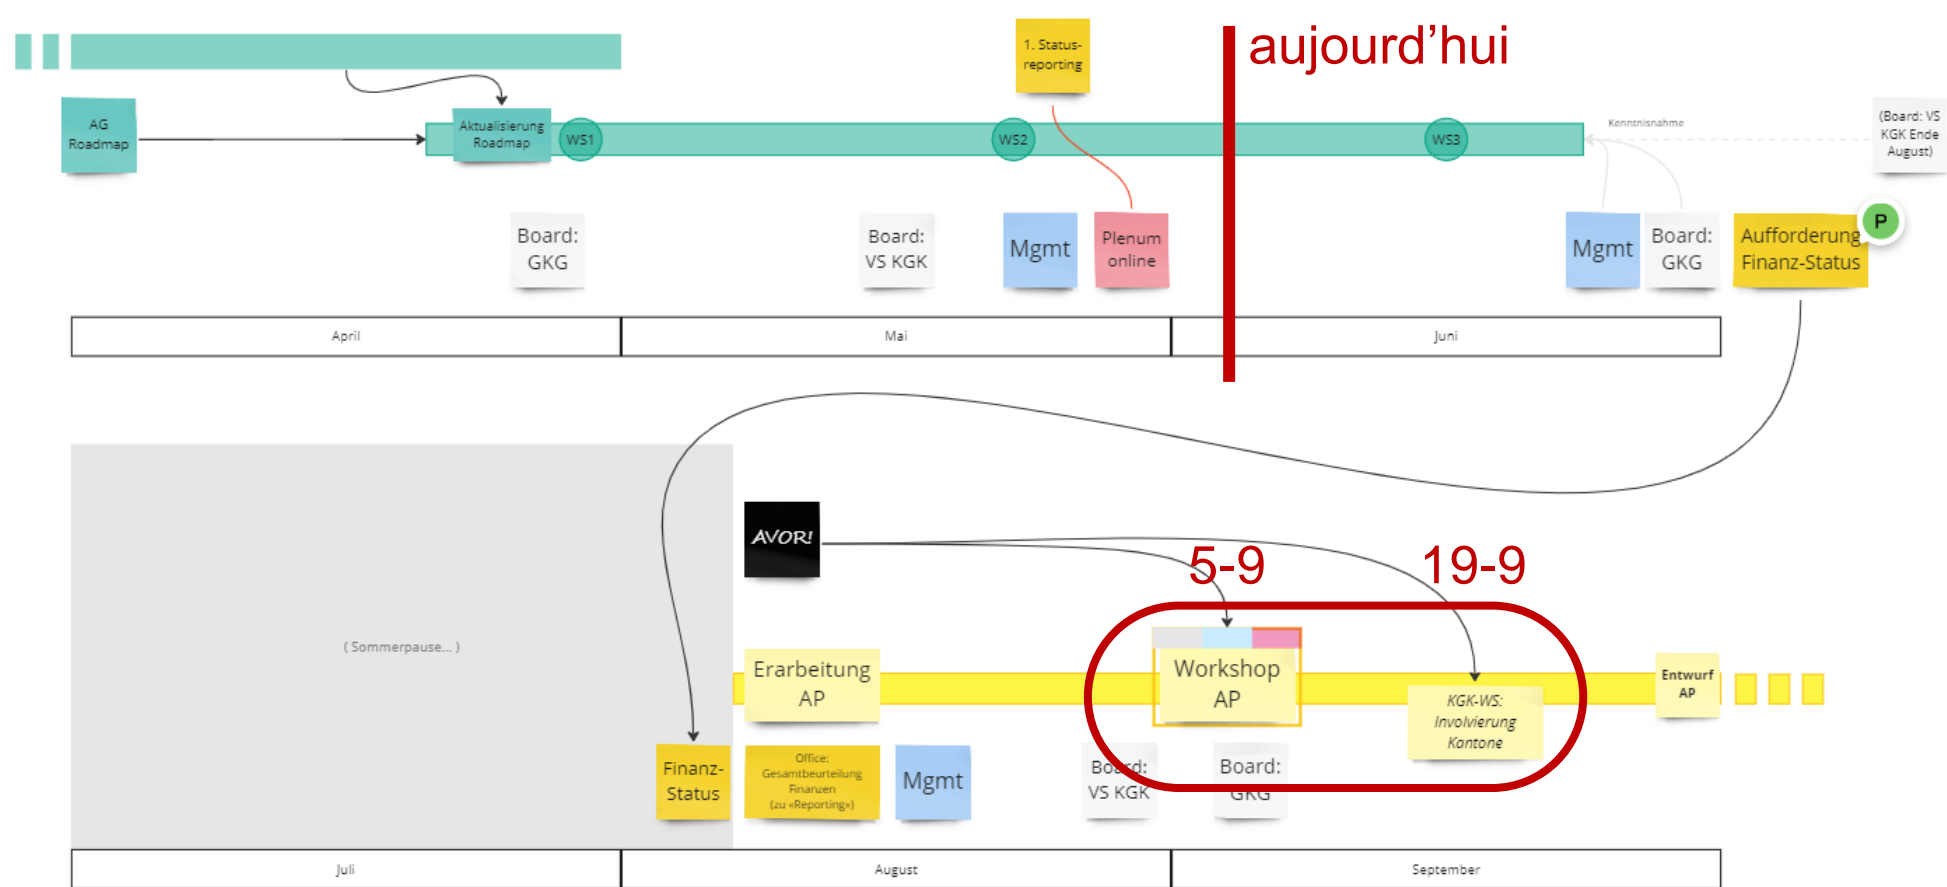 aujourd’hui
1. Status-
reporting
AG
Roadmap
Aktualisierung
Roadmap
WS1
WS2
WS3
Kenntnisnahme
(Board: VS
KGK Ende
August)
Board:
GKG
Board:
VS KGK
Mgmt
Plenum
online
Mgmt
Board:
GKG
Aufforderung
Finanz-Status
P
April
Mai
Juni
AVOR!
5-9
19-9
( Sommerpause... )
Erarbeitung
AP
Workshop
AP
KGK-WS:
Involvierung
Kantone
Entwurf
AP
Finanz-
Status
Office:
Gesamtbeurteilung
Finanzen
(zu «Reporting»)
Mgmt
Board:
VS KGK
Board:
GKG
Juli
August
September